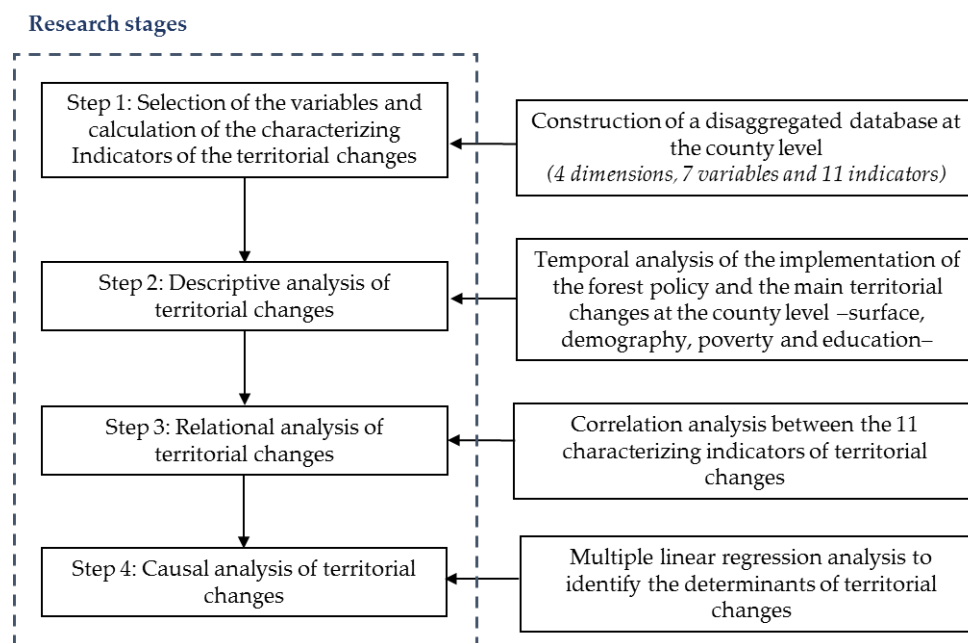 Research stages
Step 1: Selection of the variables and
calculation of the characterizing
Indicators of the territorial changes
Construction of a disaggregated database at
the county level
(4 dimensions, 7 variables and 11 indicators)
Step 2: Descriptive analysis of
territorial changes
Temporal analysis of the implementation of
the forest policy and the main territorial
changes at the county level –surface,
demography, poverty and education–
Step 3: Relational analysis of
territorial changes
Correlation analysis between the 11
characterizing indicators of territorial
changes
Step 4: Causal analysis of territorial
changes
Multiple linear regression analysis to
identify the determinants of territorial
changes